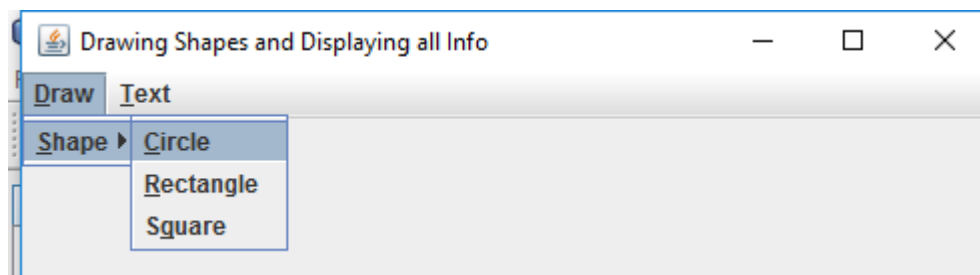 Drawing Shapes and Displaying all Info
Draw Text
Shape Circle
Rectangle
Square